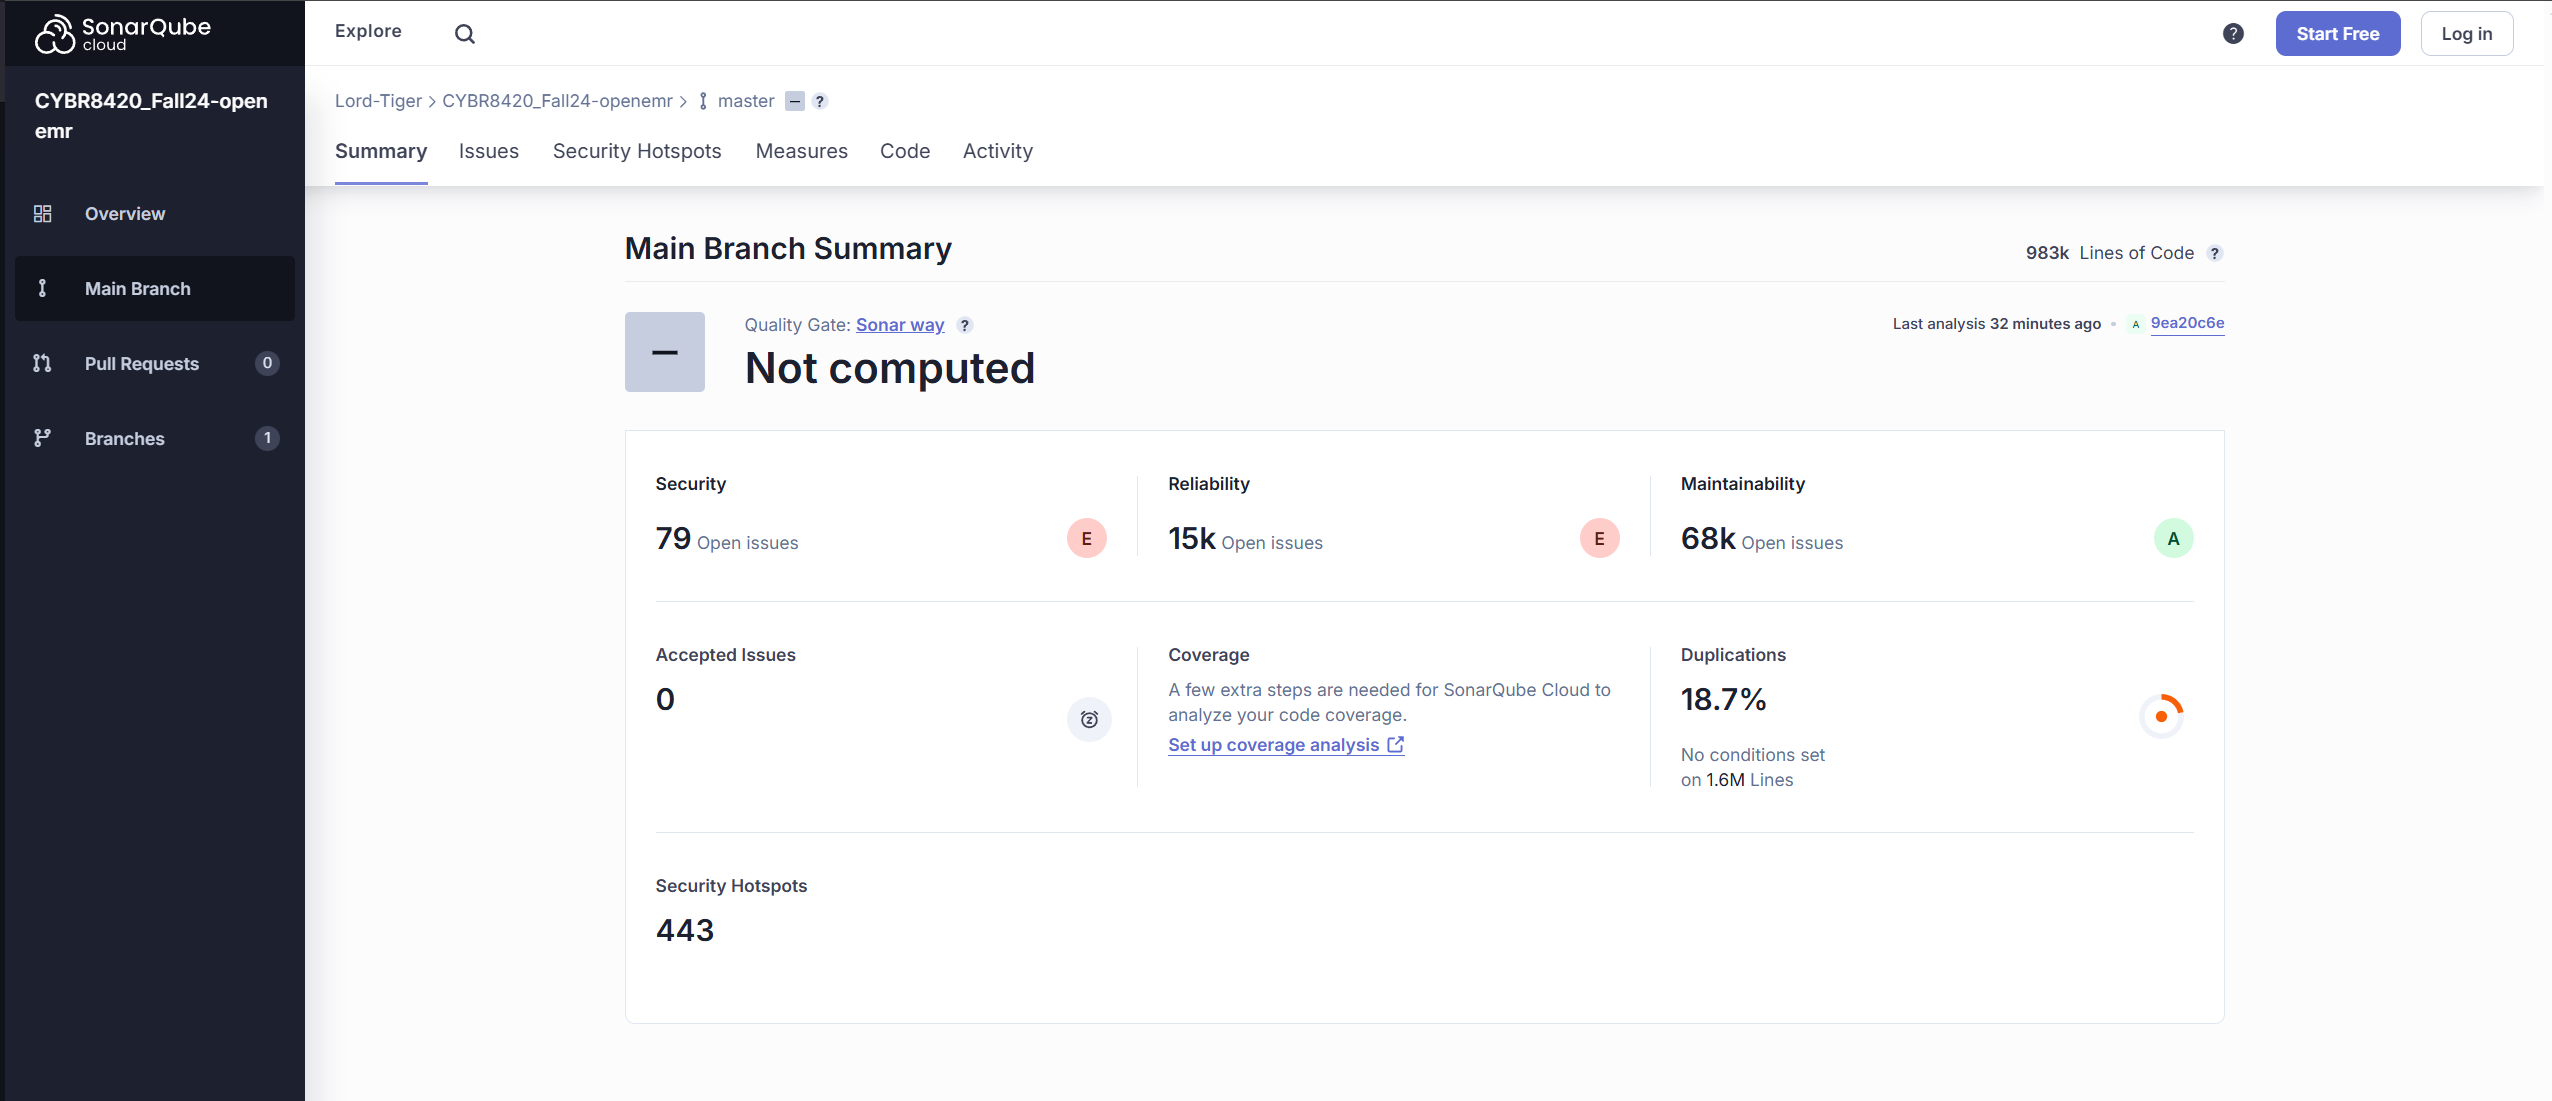 SonarQube
cloud
Explore
?
Start Free
Log in
CYBR8420_Fall24-open
emr
Lord-Tiger > CYBR8420_Fall24-openemr > master – ?
Summary Issues Security Hotspots Measures Code Activity
Overview
Main Branch
Pull Requests 0
Branches 1
Main Branch Summary
983k Lines of Code ?
Quality Gate: Sonar way ?
Not computed
Last analysis 32 minutes ago • A 9ea20c6e
Security
79 Open issues
E
Reliability
15k Open issues
E
Maintainability
68k Open issues
A
Accepted Issues
0
Coverage
A few extra steps are needed for SonarQube Cloud to
analyze your code coverage.
Set up coverage analysis
Duplications
18.7%
No conditions set
on 1.6M Lines
Security Hotspots
443